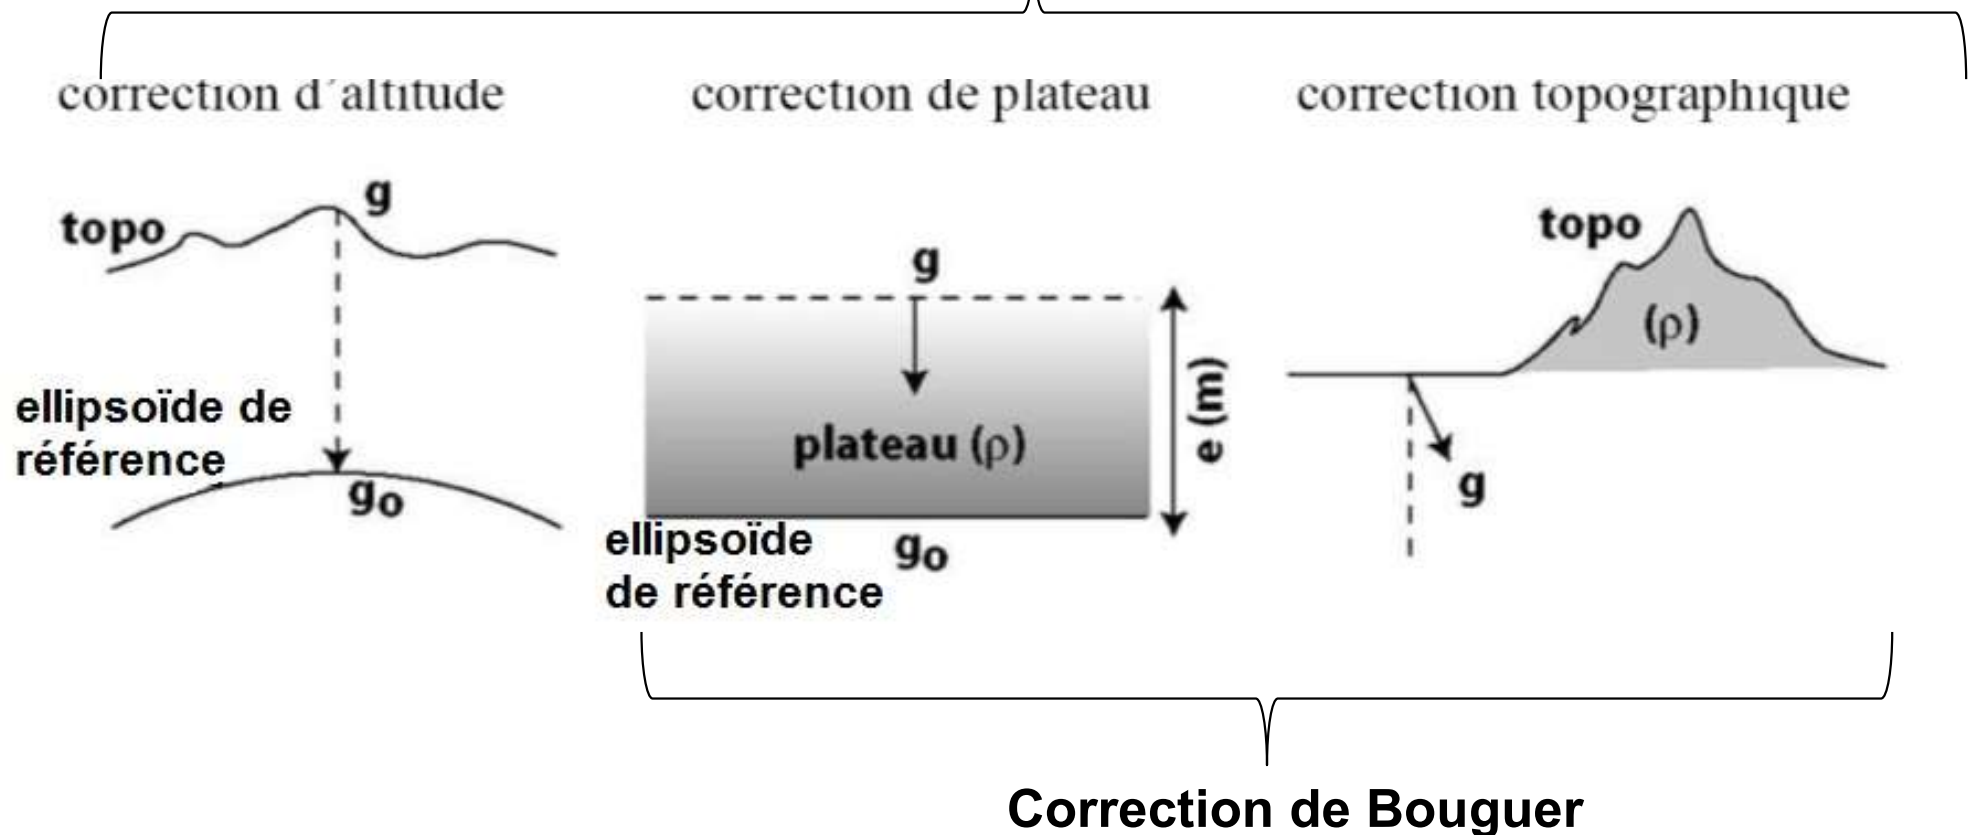 correction d´altitude
correction de plateau
correction topographique
topo
g
ellipsoïde de
référence
go
g
plateau (ρ)
e (m)
ellipsoïde
de référence
go
topo
(ρ)
g
Correction de Bouguer